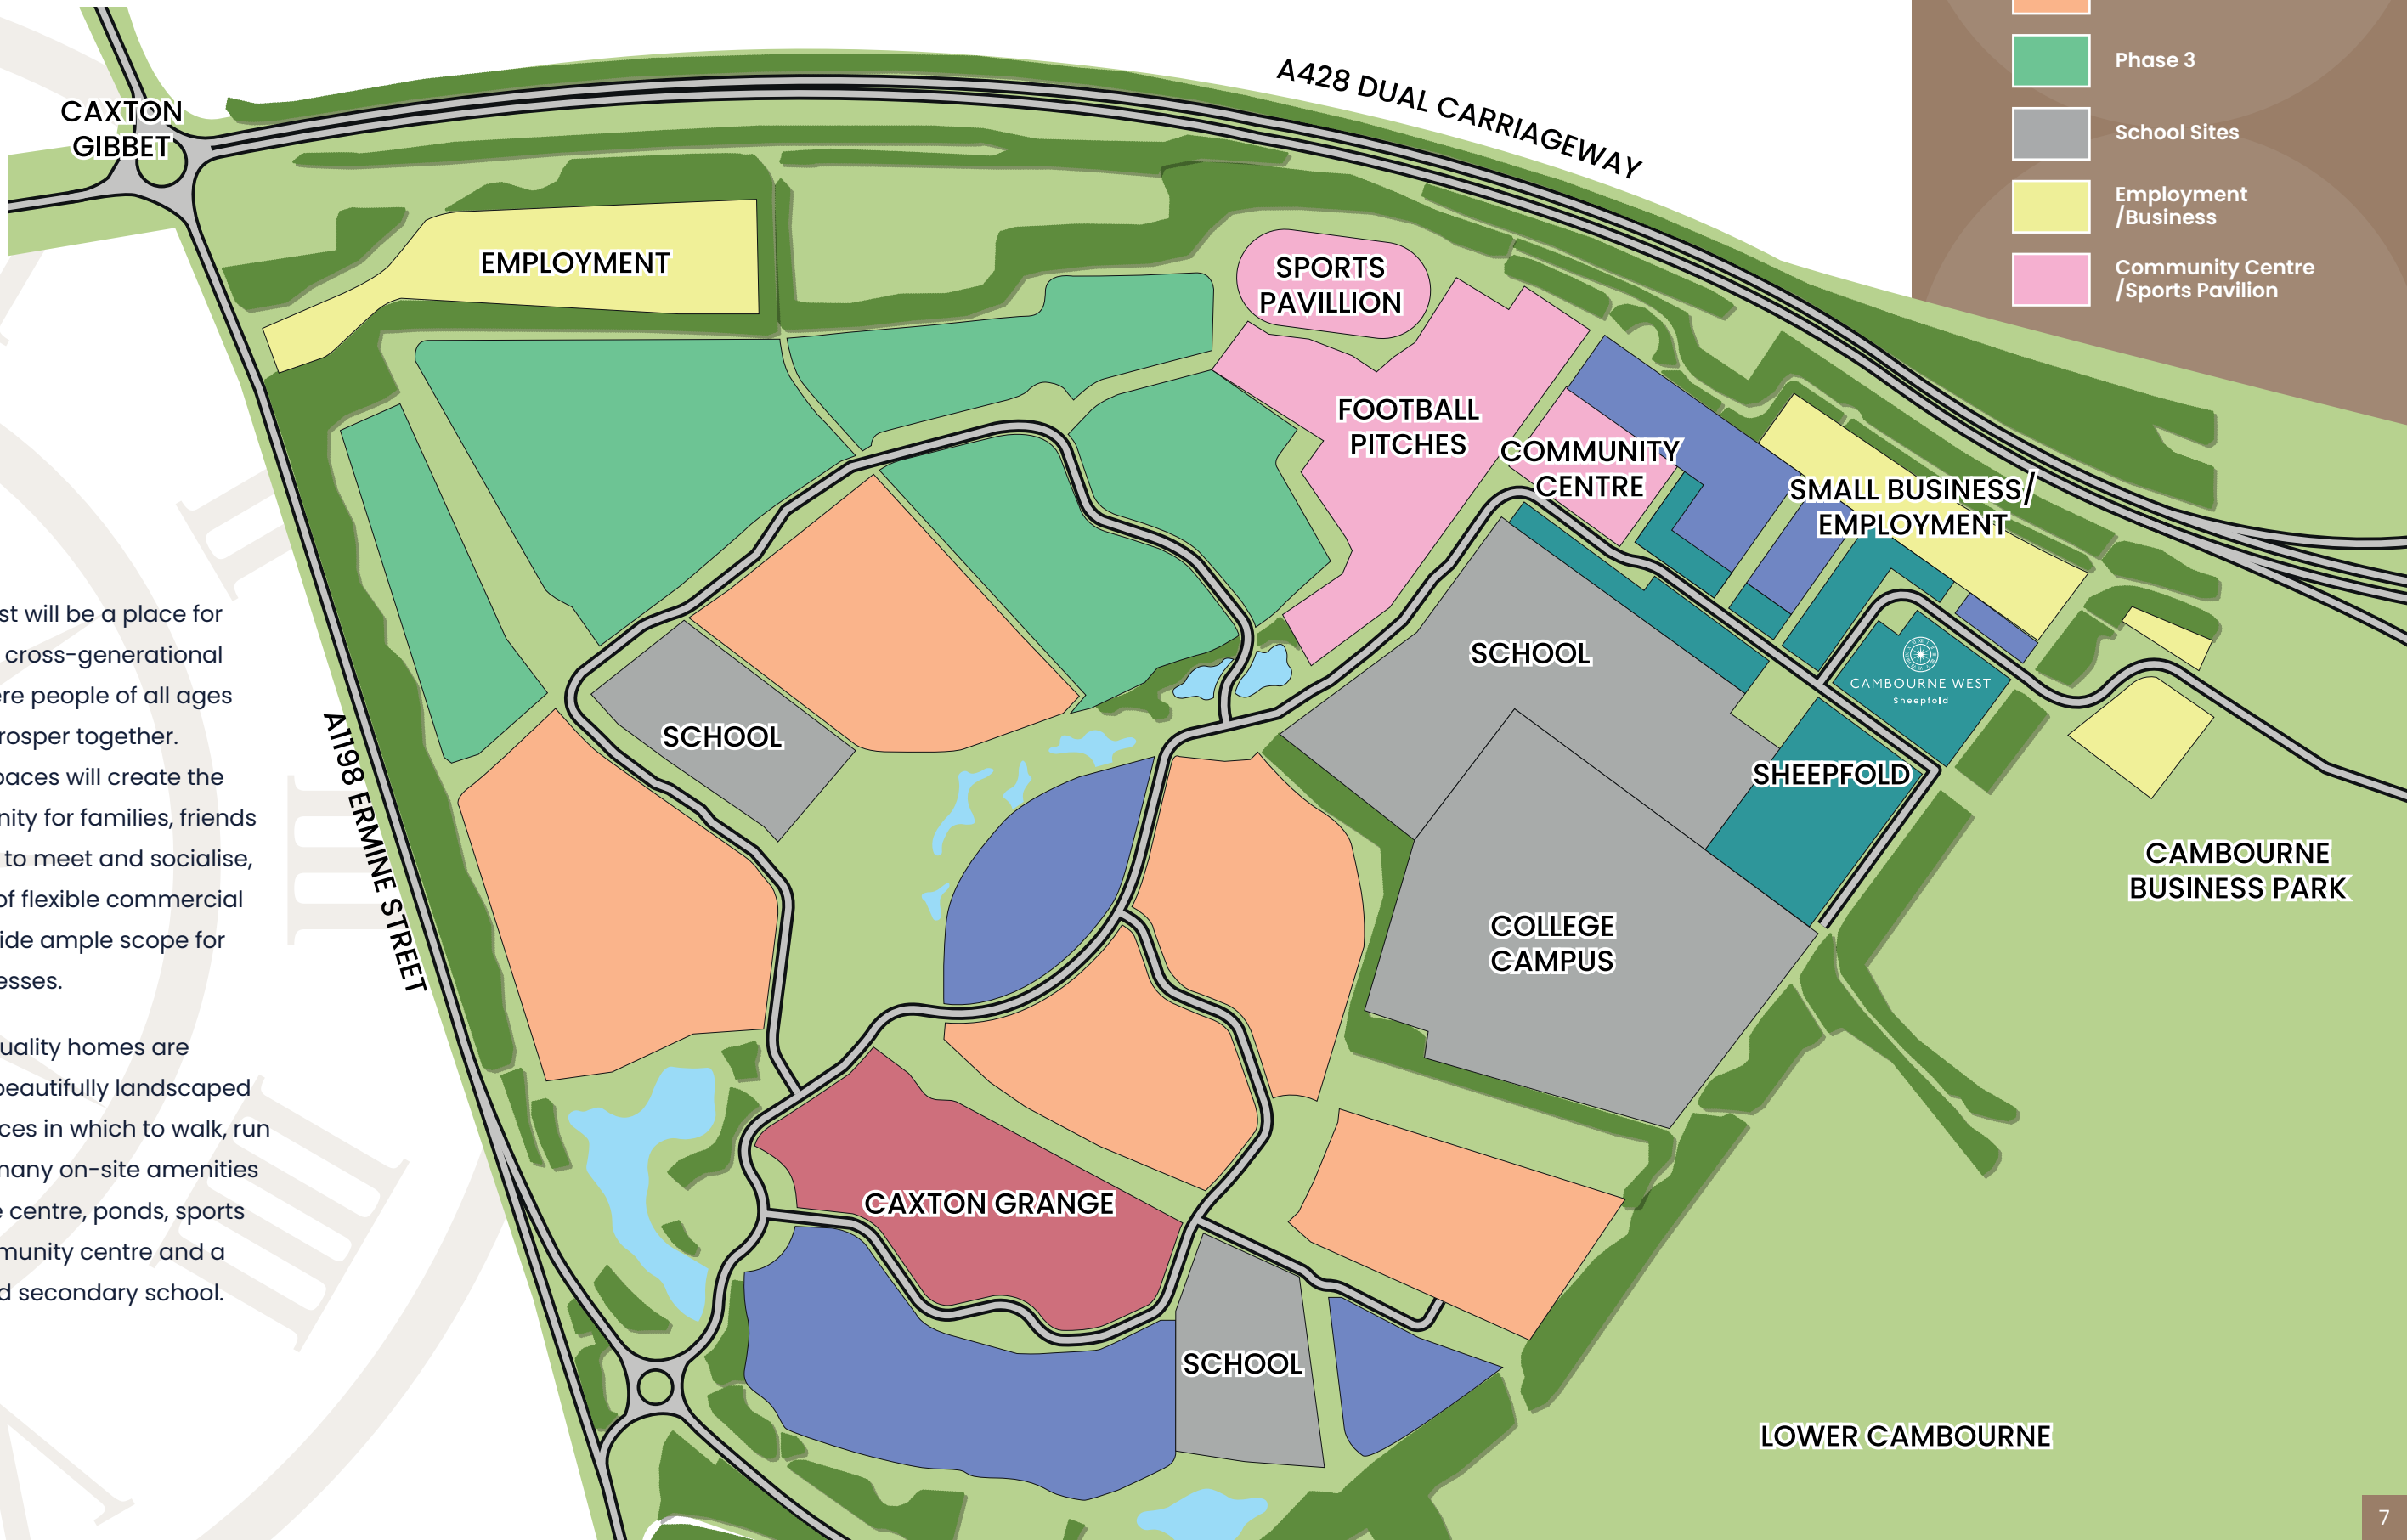 CAXTON
GIBBET
A428 DUAL CARRIAGEWAY
Phase 3
School Sites
Employment
/Business
Community Centre
/Sports Pavilion
EMPLOYMENT
SPORTS
PAVILLION
FOOTBALL
PITCHES
COMMUNITY
CENTRE
SMALL BUSINESS/
EMPLOYMENT
SCHOOL
CAMBOURNE WEST
Sheepfold
SCHOOL
SHEEPFOLD
A1198 ERMINE STREET
CAMBOURNE
BUSINESS PARK
COLLEGE
CAMPUS
CAXTON GRANGE
SCHOOL
LOWER CAMBOURNE
st will be a place for
cross-generational
ere people of all ages
rosper together.
paces will create the
nity for families, friends
to meet and socialise,
of flexible commercial
ide ample scope for
esses.
uality homes are
beautifully landscaped
ces in which to walk, run
many on-site amenities
e centre, ponds, sports
munity centre and a
d secondary school.
7